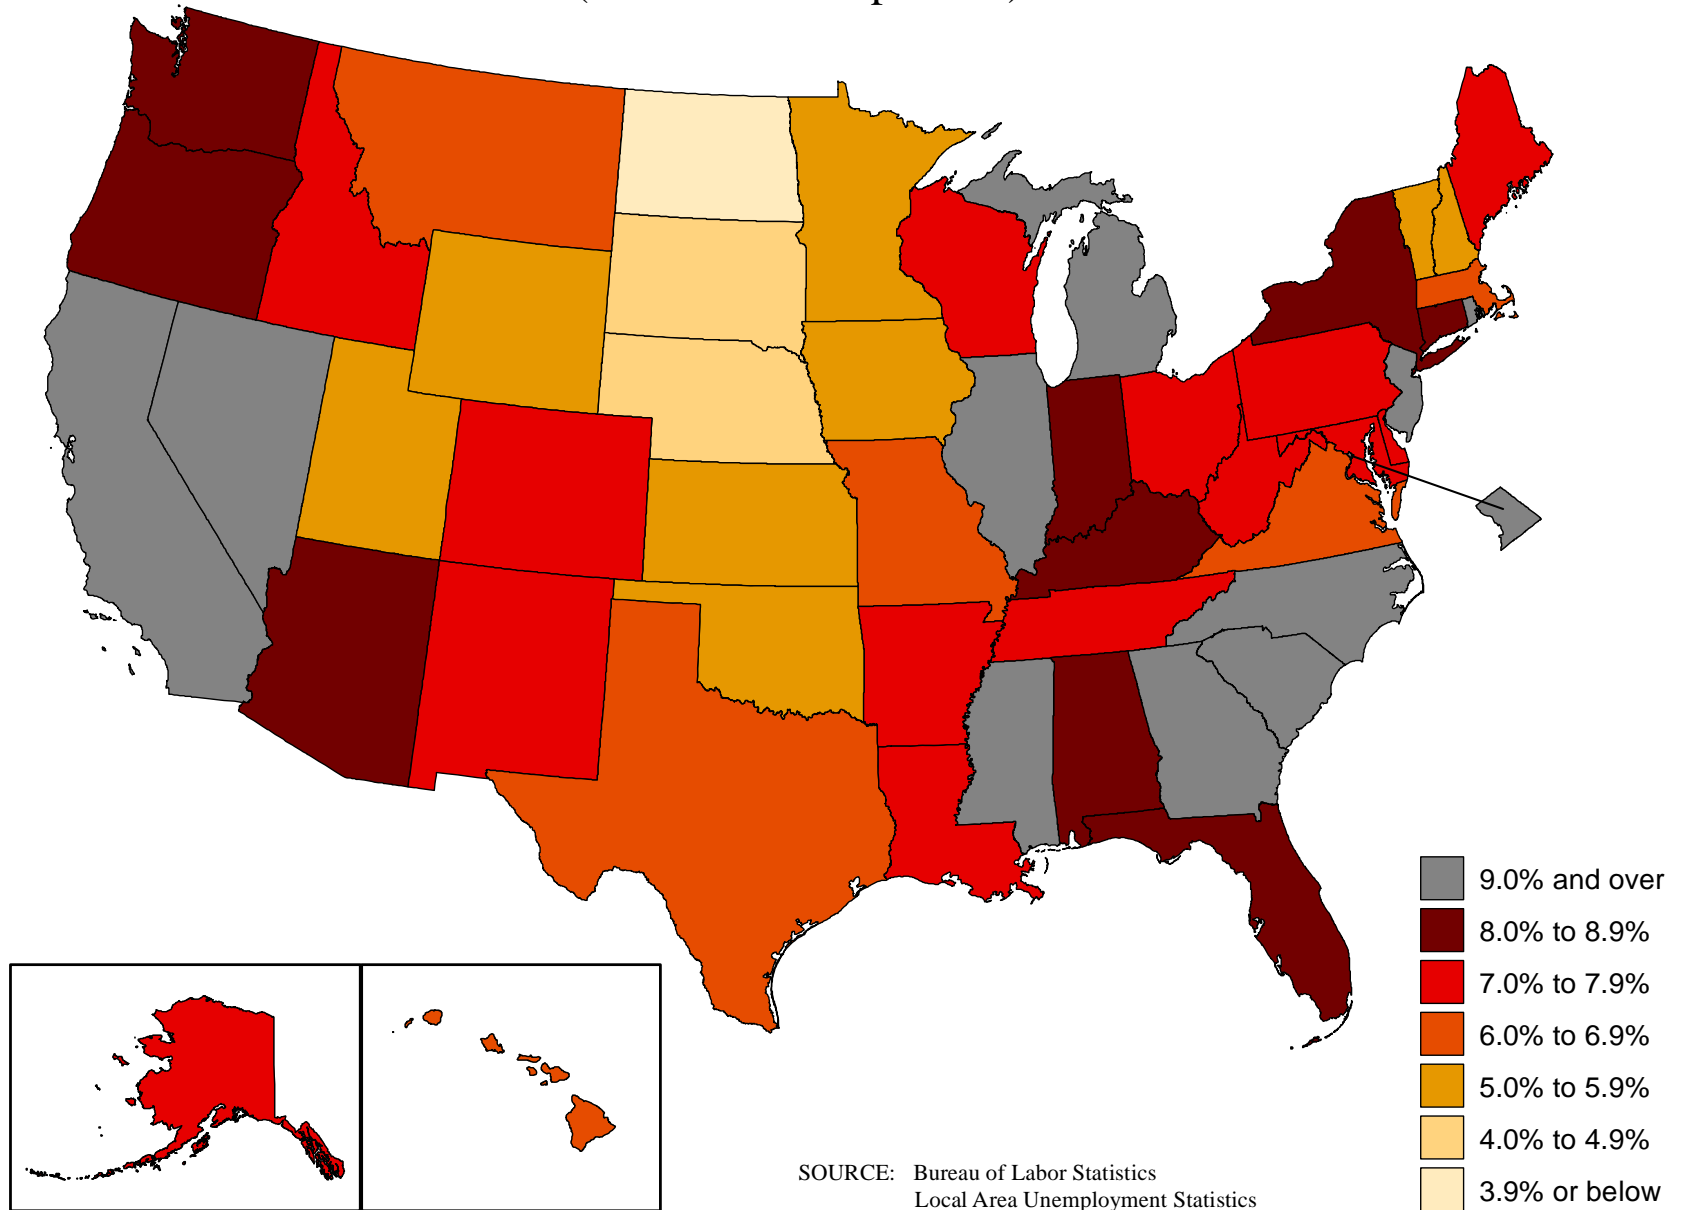 9.0% and over
8.0% to 8.9%
7.0% to 7.9%
6.0% to 6.9%
5.0% to 5.9%
4.0% to 4.9%
3.9% or below
SOURCE: Bureau of Labor Statistics
Local Area Unemployment Statistics